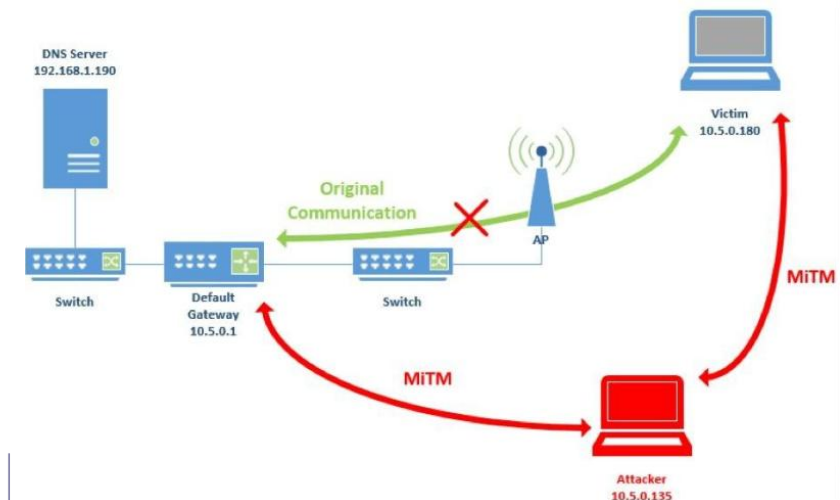 DNS Server
192.168.1.190
Victim
10.5.0.180
Original
Communication
AP
Switch
Default
Gateway
10.5.0.1
Switch
MiTM
MiTM
Attacker
10.5.0.135